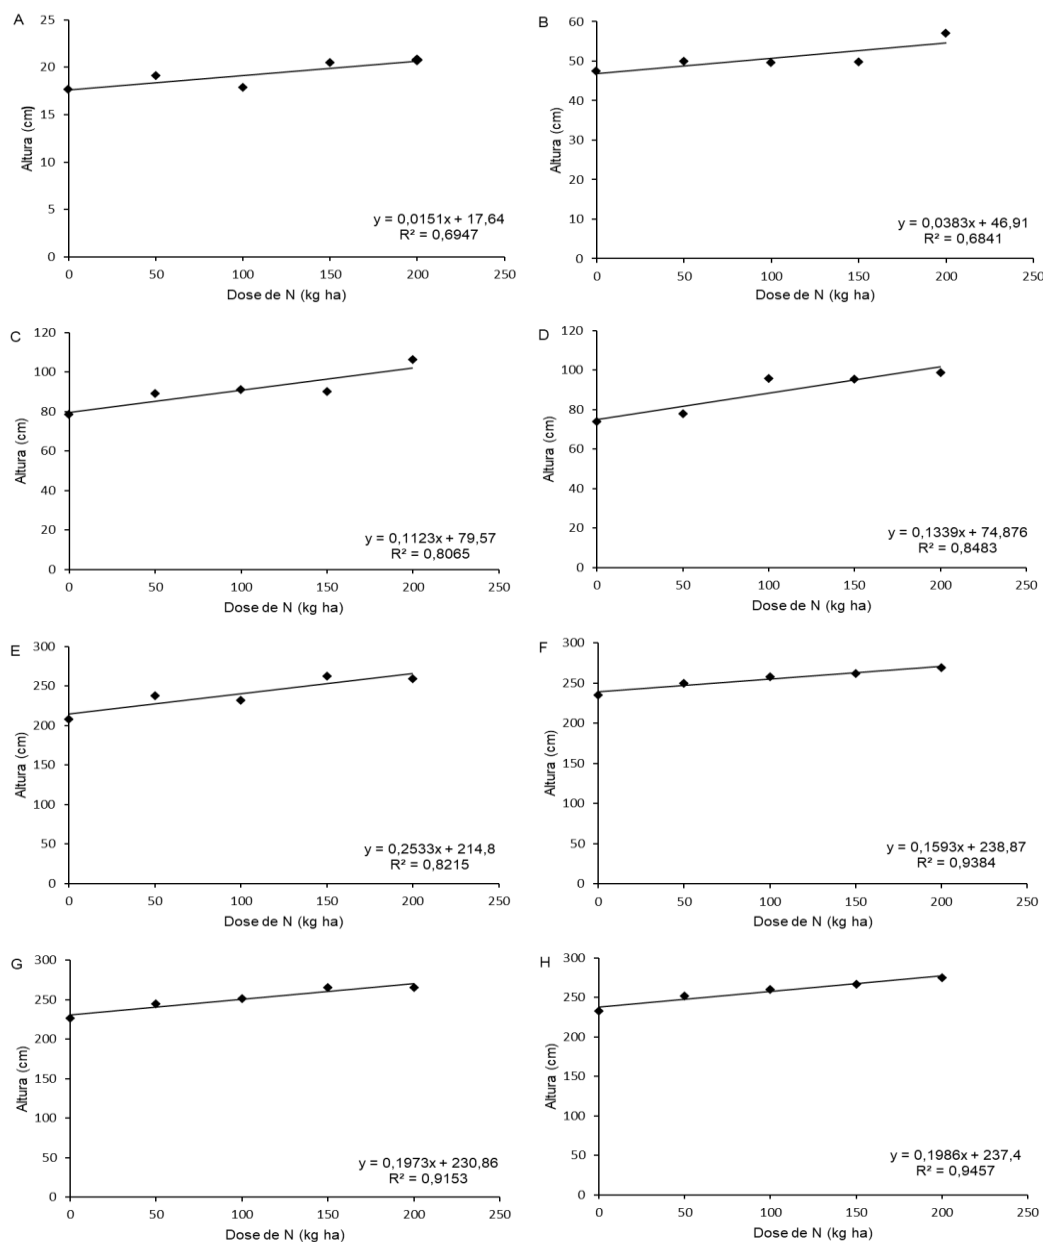 A
25
20
15
10
5
0
Altura (cm)
y = 0,0151x + 17,64
R² = 0,6947
0 50 100 150 200 250
Dose de N (kg ha)
B
60
50
40
30
20
10
0
Altura (cm)
y = 0,0383x + 46,91
R² = 0,6841
0 50 100 150 200 250
Dose de N (kg ha)
C
120
100
80
60
40
20
0
Altura (cm)
y = 0,1123x + 79,57
R² = 0,8065
0 50 100 150 200 250
Dose de N (kg ha)
D
120
100
80
60
40
20
0
Altura (cm)
y = 0,1339x + 74,876
R² = 0,8483
0 50 100 150 200 250
Dose de N (kg ha)
E
300
250
200
150
100
50
0
Altura (cm)
y = 0,2533x + 214,8
R² = 0,8215
0 50 100 150 200 250
Dose de N (kg ha)
F
300
250
200
150
100
50
0
Altura (cm)
y = 0,1593x + 238,87
R² = 0,9384
0 50 100 150 200 250
Dose de N (kg ha)
G
300
250
200
150
100
50
0
Altura (cm)
y = 0,1973x + 230,86
R² = 0,9153
0 50 100 150 200 250
Dose de N (kg ha)
H
300
250
200
150
100
50
0
Altura (cm)
y = 0,1986x + 237,4
R² = 0,9457
0 50 100 150 200 250
Dose de N (kg ha)